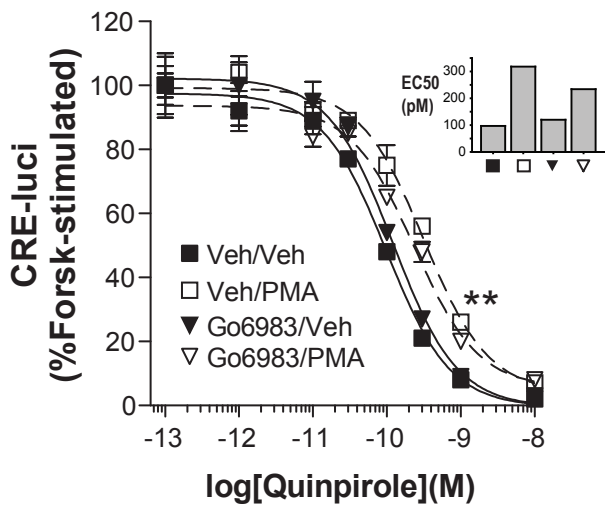 120
100
80
60
40
20
0
CRE-luci
(%Forsk-stimulated)
EC50
(pM)
300
200
100
0
Veh/Veh
Veh/PMA
Go6983/Veh
Go6983/PMA
**
-13
-12
-11
-10
-9
-8
log[Quinpirole](M)